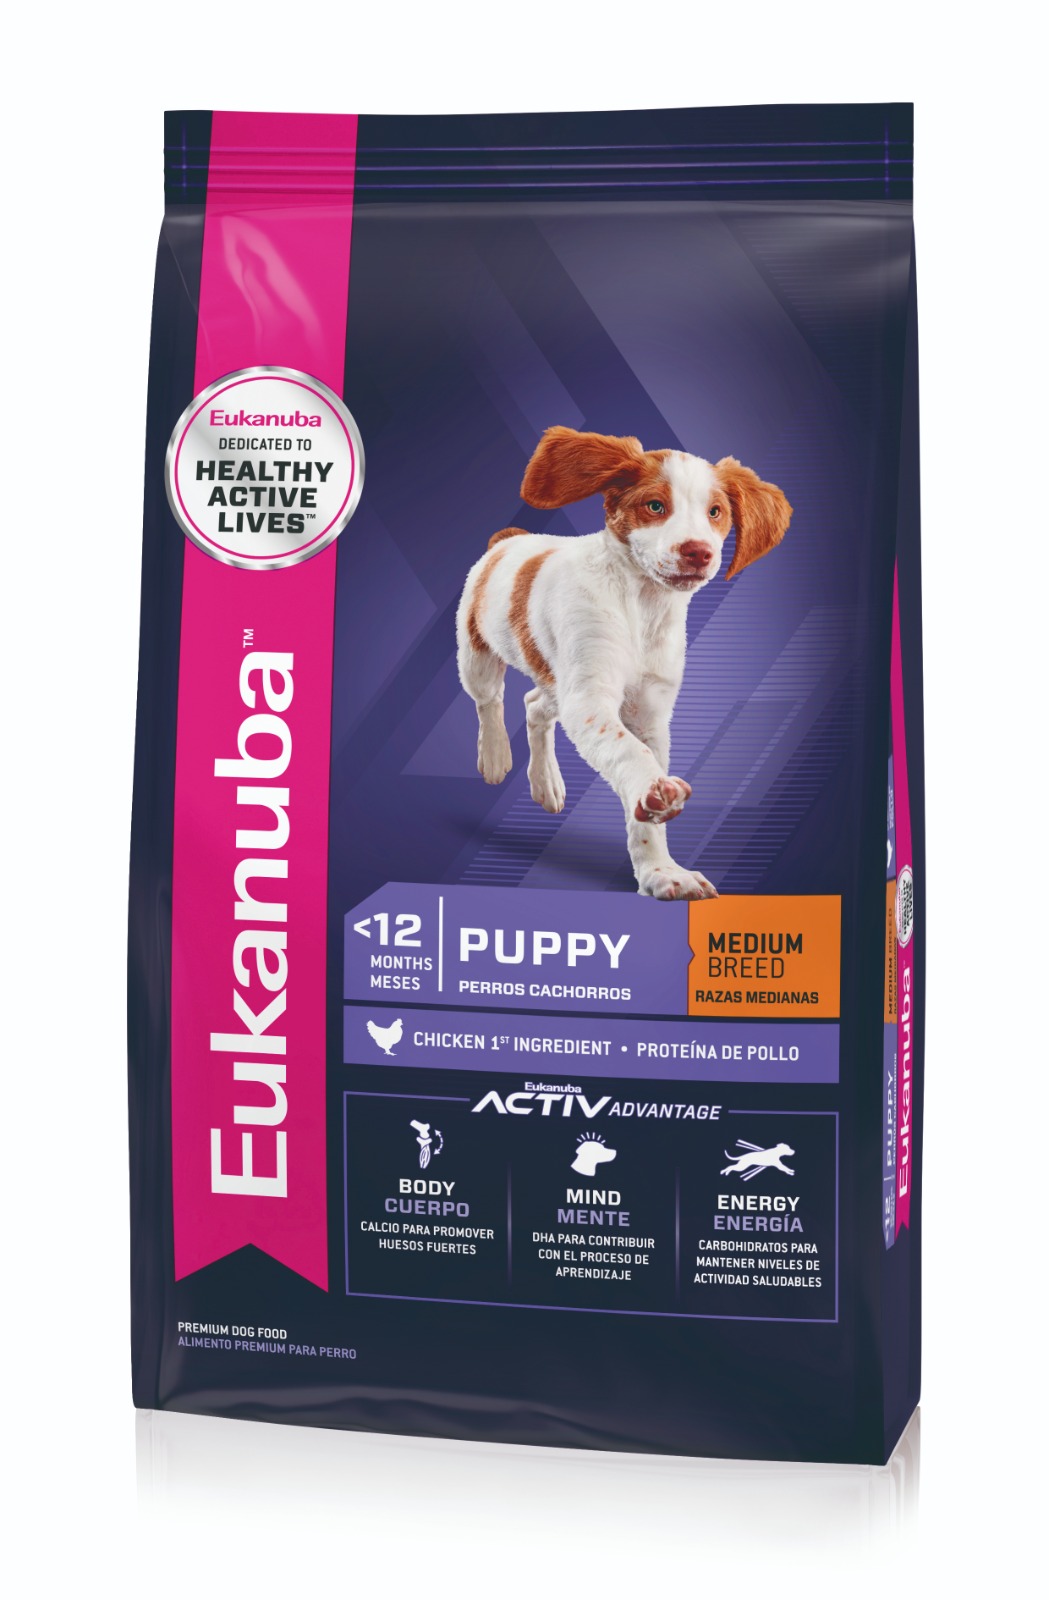 Eukanuba
DEDICATED TO
HEALTHY
ACTIVE
LIVES™
Eukanuba™
<12
MONTHS
MESES
PUPPY
PERROS CACHORROS
MEDIUM
BREED
RAZAS MEDIANAS
CHICKEN 1ST INGREDIENT • PROTEÍNA DE POLLO
Eukanuba
ACTIV ADVANTAGE
BODY
CUERPO
CALCIO PARA PROMOVER
HUESOS FUERTES
MIND
MENTE
DHA PARA CONTRIBUIR
CON EL PROCESO DE
APRENDIZAJE
ENERGY
ENERGÍA
CARBOHIDRATOS PARA
MANTENER NIVELES DE
ACTIVIDAD SALUDABLES
PREMIUM DOG FOOD
ALIMENTO PREMIUM PARA PERRO
Eukanuba
PUPPY
MEDIUM BREED